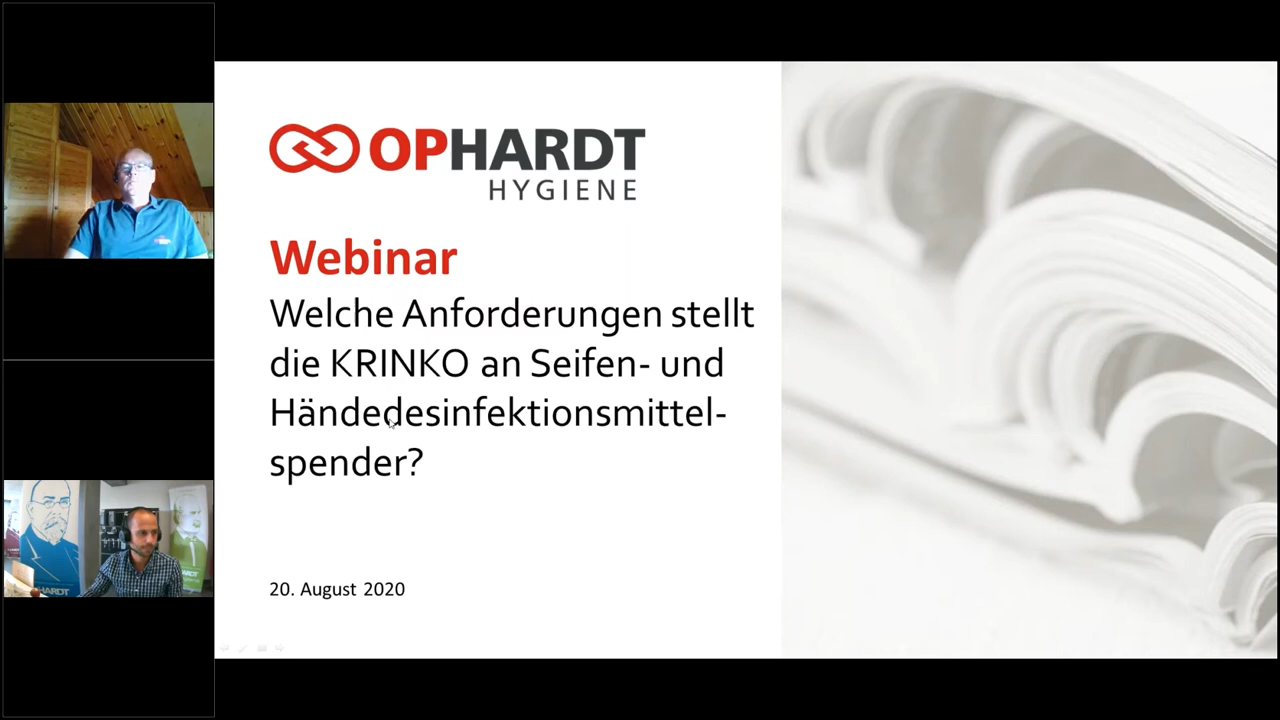 OPHARDT
HYGIENE
Webinar
Welche Anforderungen stellt
die KRINKO an Seifen- und
Händedesinfektionsmittel-
spender?
20. August 2020